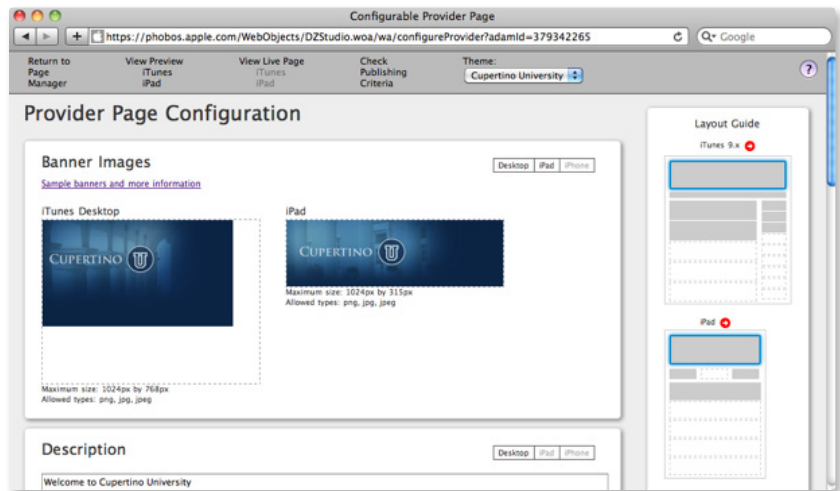 Configurable Provider Page
https://phobos.apple.com/WebObjects/DZStudio.woa/wa/configureProvider?adamId=379342265
Google
Return to
Page
Manager
View Preview
iTunes
iPad
View Live Page
iTunes
iPad
Check
Publishing
Criteria
Theme:
Cupertino University
?
Provider Page Configuration
Banner Images
Desktop iPad iPhone
Sample banners and more information
iTunes Desktop
CUPERTINO U
Maximum size: 1024px by 768px
Allowed types: png, jpg, jpeg
iPad
CUPERTINO U
Maximum size: 1024px by 315px
Allowed types: png, jpg, jpeg
Description
Desktop iPad iPhone
Welcome to Cupertino University
Layout Guide
iTunes 9.x
iPad